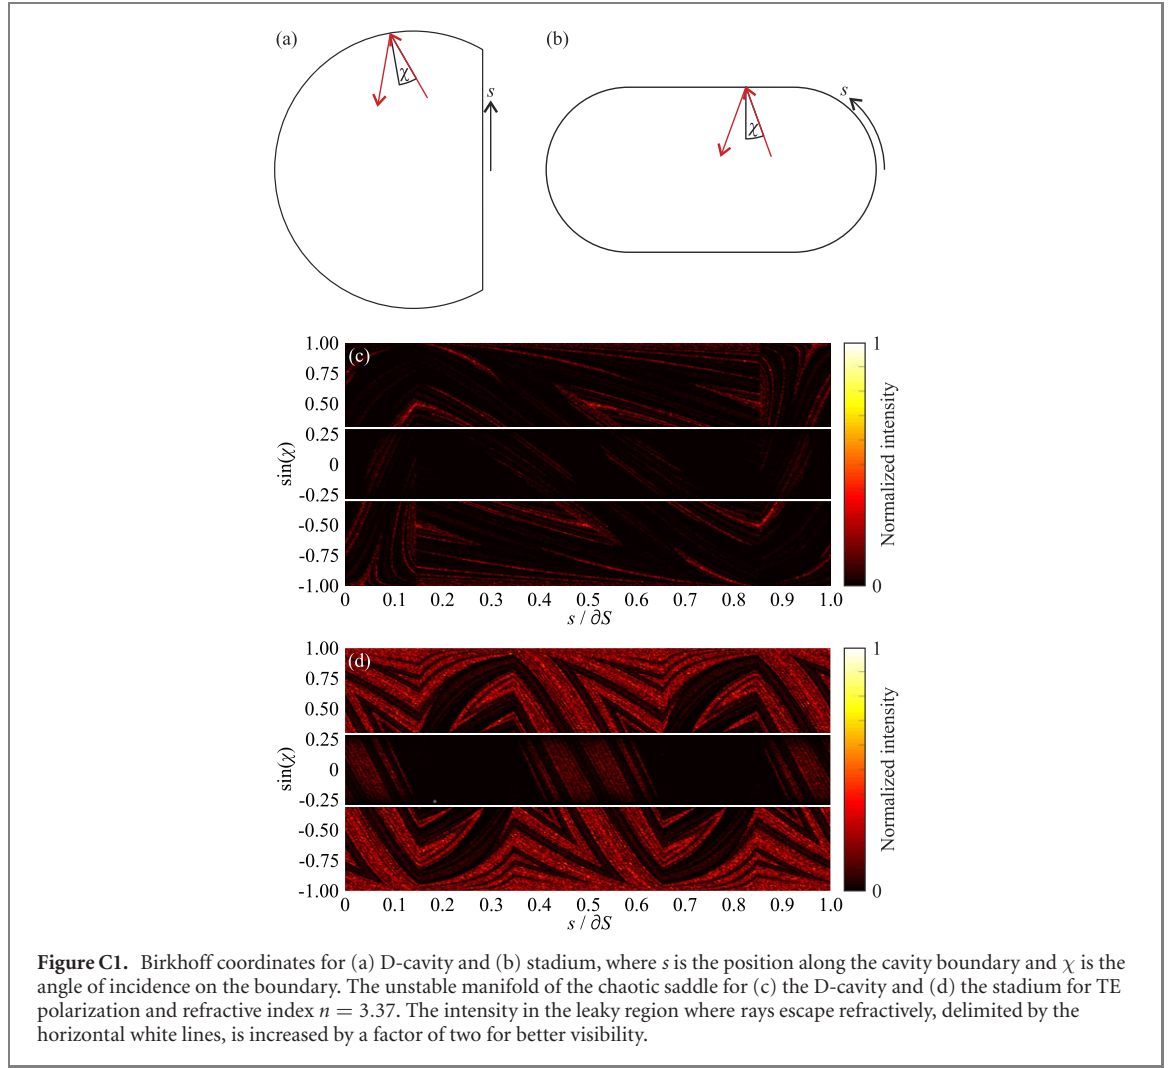 (a)
(b)
χ
s
χ
s
1.00
0.75
0.50
0.25
0
-0.25
-0.50
-0.75
-1.00
sin(χ)
(c)
0 0.1 0.2 0.3 0.4 0.5 0.6 0.7 0.8 0.9 1.0
s / ∂S
1
0
Normalized intensity
1.00
0.75
0.50
0.25
0
-0.25
-0.50
-0.75
-1.00
sin(χ)
(d)
0 0.1 0.2 0.3 0.4 0.5 0.6 0.7 0.8 0.9 1.0
s / ∂S
1
0
Normalized intensity
Figure C1. Birkhoff coordinates for (a) D-cavity and (b) stadium, where s is the position along the cavity boundary and χ is the
angle of incidence on the boundary. The unstable manifold of the chaotic saddle for (c) the D-cavity and (d) the stadium for TE
polarization and refractive index n = 3.37. The intensity in the leaky region where rays escape refractively, delimited by the
horizontal white lines, is increased by a factor of two for better visibility.